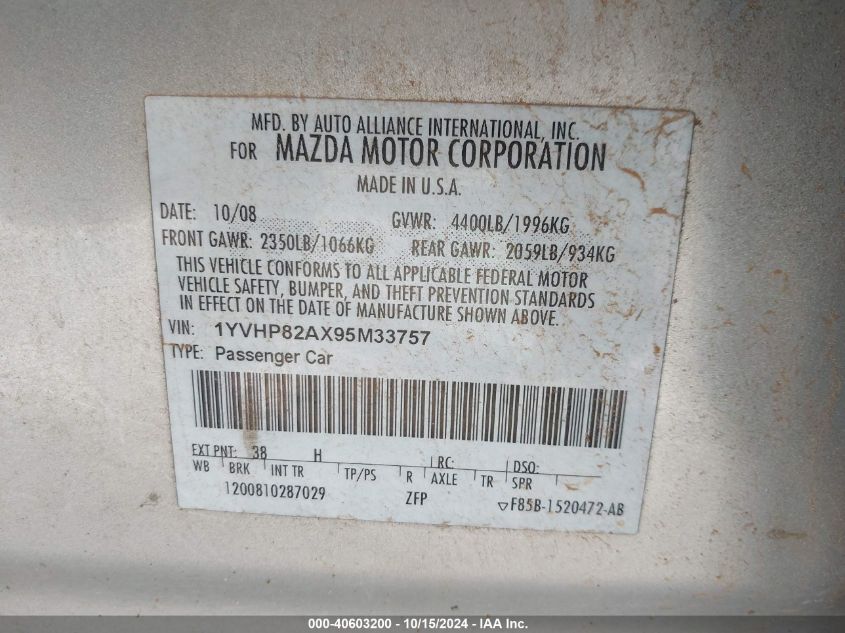 MFD. BY AUTO ALLIANCE INTERNATIONAL, INC.
FOR MAZDA MOTOR CORPORATION
MADE IN U.S.A.
DATE: 10/08 GVWR: 4400LB/1996KG
FRONT GAWR: 2350LB/1066KG REAR GAWR: 2059LB/934KG
THIS VEHICLE CONFORMS TO ALL APPLICABLE FEDERAL MOTOR
VEHICLE SAFETY, BUMPER, AND THEFT PREVENTION STANDARDS
IN EFFECT ON THE DATE OF MANUFACTURE SHOWN ABOVE.
VIN: 1YVHP82AX95M33757
TYPE: Passenger Car
EXT PNT: 38 H RC: DSO:
WB BRK INT TR TP/PS R AXLE TR SPR
1200810287029 ZFP ▽F85B-1520472-AB
000-40603200 - 10/15/2024 - IAA Inc.